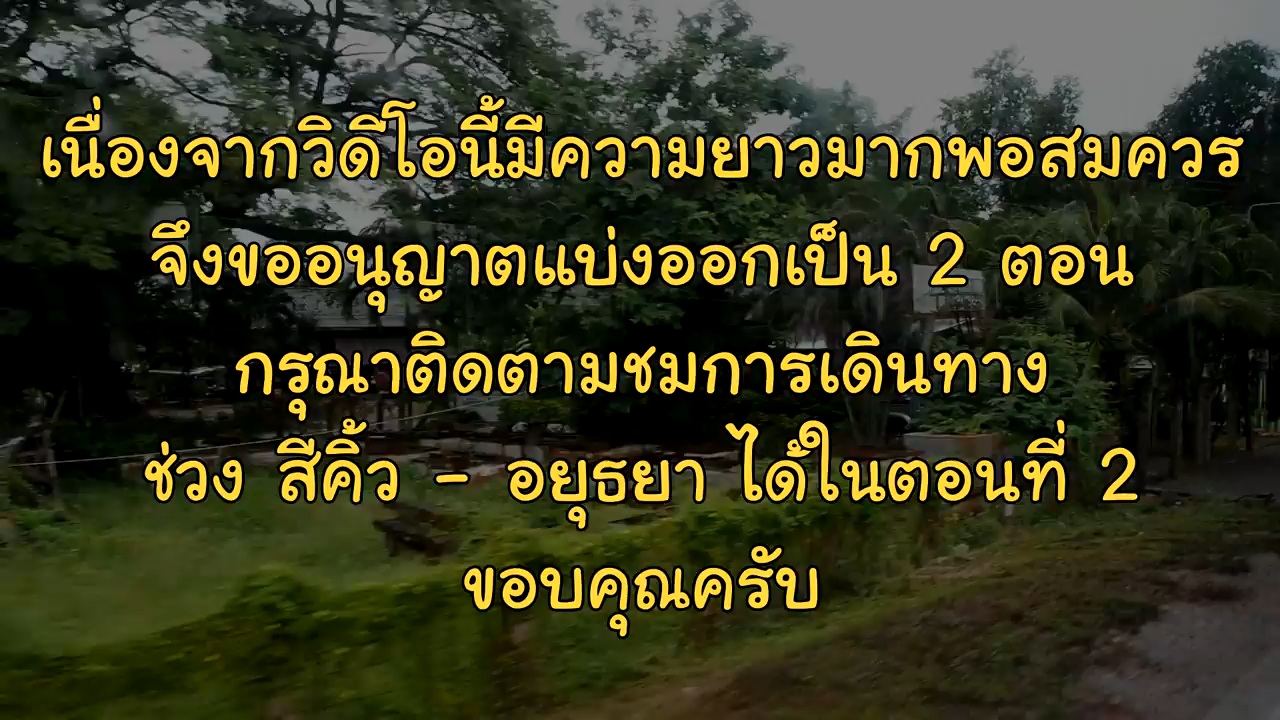 เนื่องจากวิดีโอนี้มีความยาวมากพอสมควร
จึงขออนุญาตแบ่งออกเป็น 2 ตอน
กรุณาติดตามชมการเดินทาง
ช่วง สีคิ้ว - อยุธยา ได้ในตอนที่ 2
ขอบคุณครับ